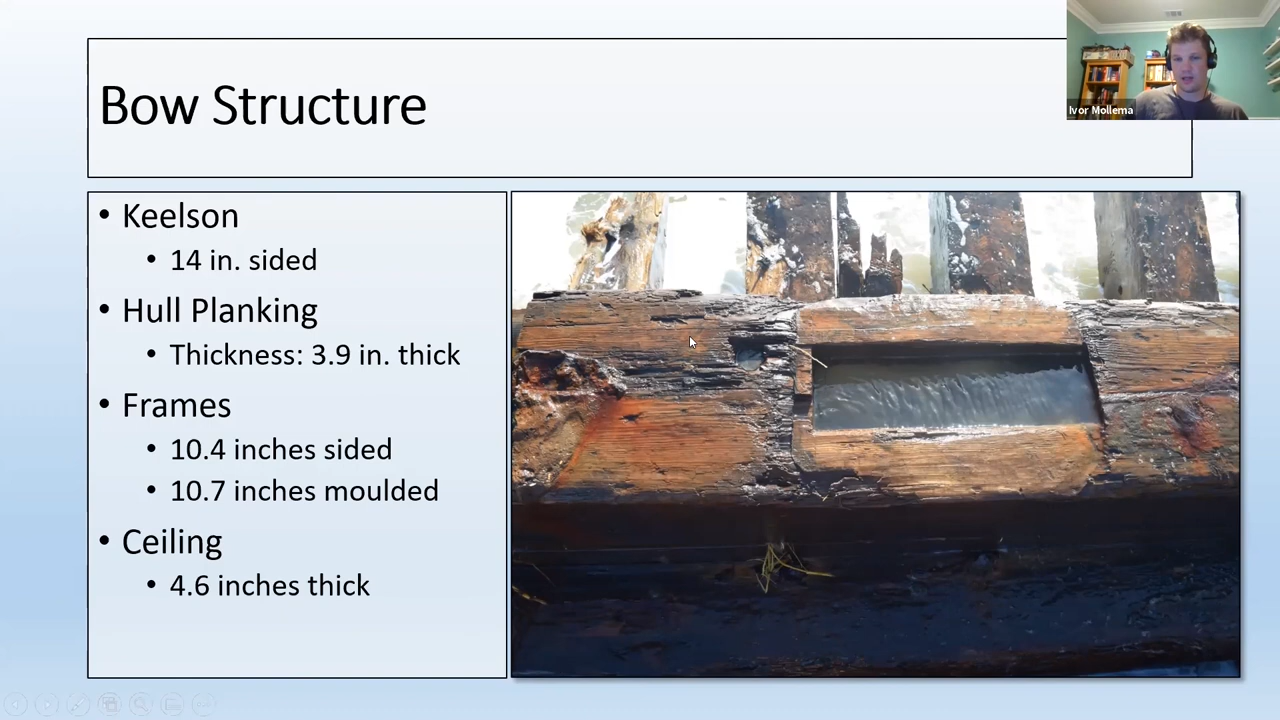 Bow Structure
Ivor Mollema
• Keelson
• 14 in. sided
• Hull Planking
• Thickness: 3.9 in. thick
• Frames
• 10.4 inches sided
• 10.7 inches moulded
• Ceiling
• 4.6 inches thick